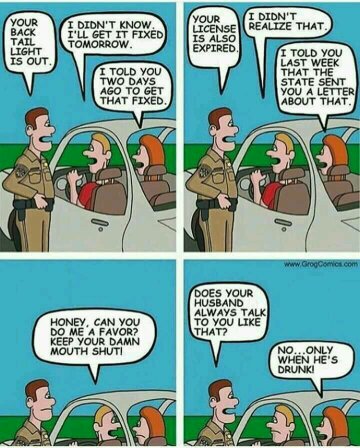 YOUR
BACK
TAIL
LIGHT
IS OUT.
I DIDN'T KNOW.
I'LL GET IT FIXED
TOMORROW.
I TOLD YOU
TWO DAYS
AGO TO GET
THAT FIXED.
YOUR
LICENSE
IS ALSO
EXPIRED.
I DIDN'T
REALIZE THAT.
I TOLD YOU
LAST WEEK
THAT THE
STATE SENT
YOU A LETTER
ABOUT THAT.
www.GrogComics.com
HONEY, CAN YOU
DO ME A FAVOR?
KEEP YOUR DAMN
MOUTH SHUT!
DOES YOUR
HUSBAND
ALWAYS TALK
TO YOU LIKE
THAT?
NO...ONLY
WHEN HE'S
DRUNK!